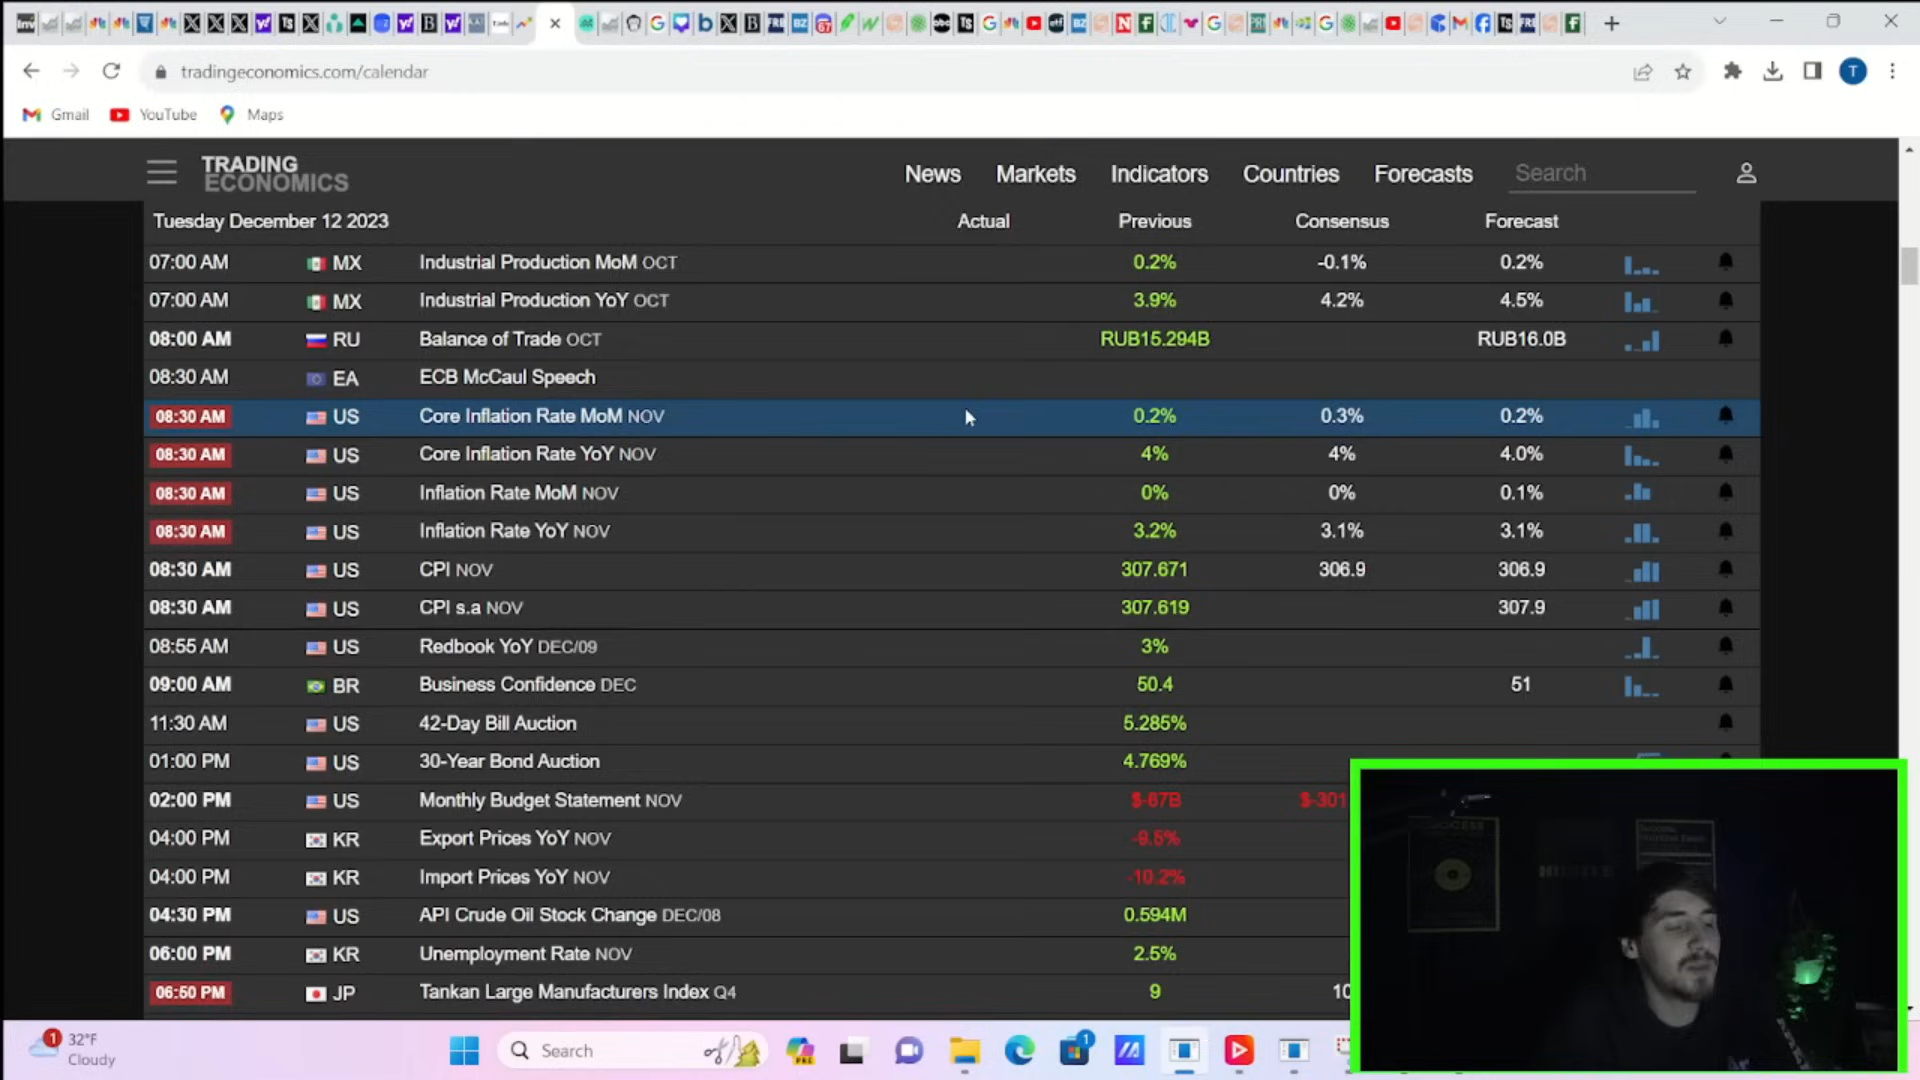 tradingeconomics.com/calendar
T
Gmail
YouTube
Maps
TRADING
ECONOMICS
News
Markets
Indicators
Countries
Forecasts
Search
Tuesday December 12 2023 Actual Previous Consensus Forecast
07:00 AM MX Industrial Production MoM OCT 0.2% -0.1% 0.2%
07:00 AM MX Industrial Production YoY OCT 3.9% 4.2% 4.5%
08:00 AM RU Balance of Trade OCT RUB15.294B RUB16.0B
08:30 AM EA ECB McCaul Speech
08:30 AM US Core Inflation Rate MoM NOV 0.2% 0.3% 0.2%
08:30 AM US Core Inflation Rate YoY NOV 4% 4% 4.0%
08:30 AM US Inflation Rate MoM NOV 0% 0% 0.1%
08:30 AM US Inflation Rate YoY NOV 3.2% 3.1% 3.1%
08:30 AM US CPI NOV 307.671 306.9 306.9
08:30 AM US CPI s.a NOV 307.619 307.9
08:55 AM US Redbook YoY DEC/09 3%
09:00 AM BR Business Confidence DEC 50.4 51
11:30 AM US 42-Day Bill Auction 5.285%
01:00 PM US 30-Year Bond Auction 4.769%
02:00 PM US Monthly Budget Statement NOV $-67B $-301
04:00 PM KR Export Prices YoY NOV -9.5%
04:00 PM KR Import Prices YoY NOV -10.2%
04:30 PM US API Crude Oil Stock Change DEC/08 0.594M
06:00 PM KR Unemployment Rate NOV 2.5%
06:50 PM JP Tankan Large Manufacturers Index Q4 9 10
1
32°F
Cloudy
Search
1